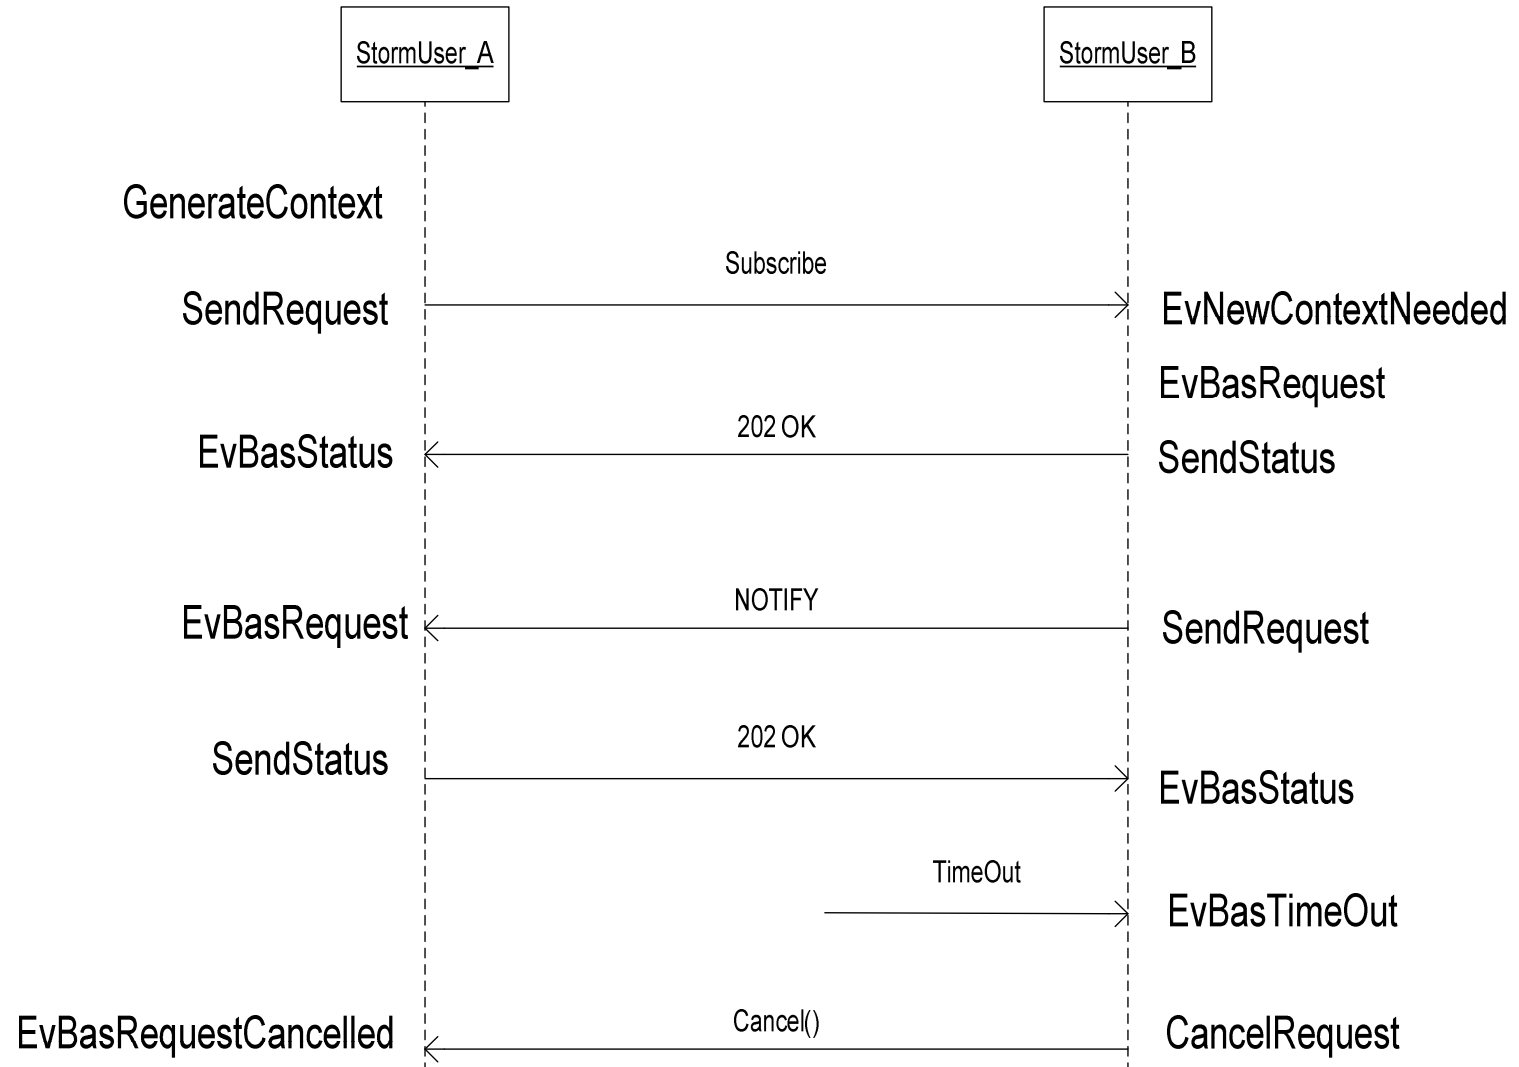 StormUser_A
StormUser_B
GenerateContext
Subscribe
SendRequest
EvNewContextNeeded
EvBasRequest
202 OK
EvBasStatus
SendStatus
NOTIFY
EvBasRequest
SendRequest
202 OK
SendStatus
EvBasStatus
TimeOut
EvBasTimeOut
Cancel()
EvBasRequestCancelled
CancelRequest